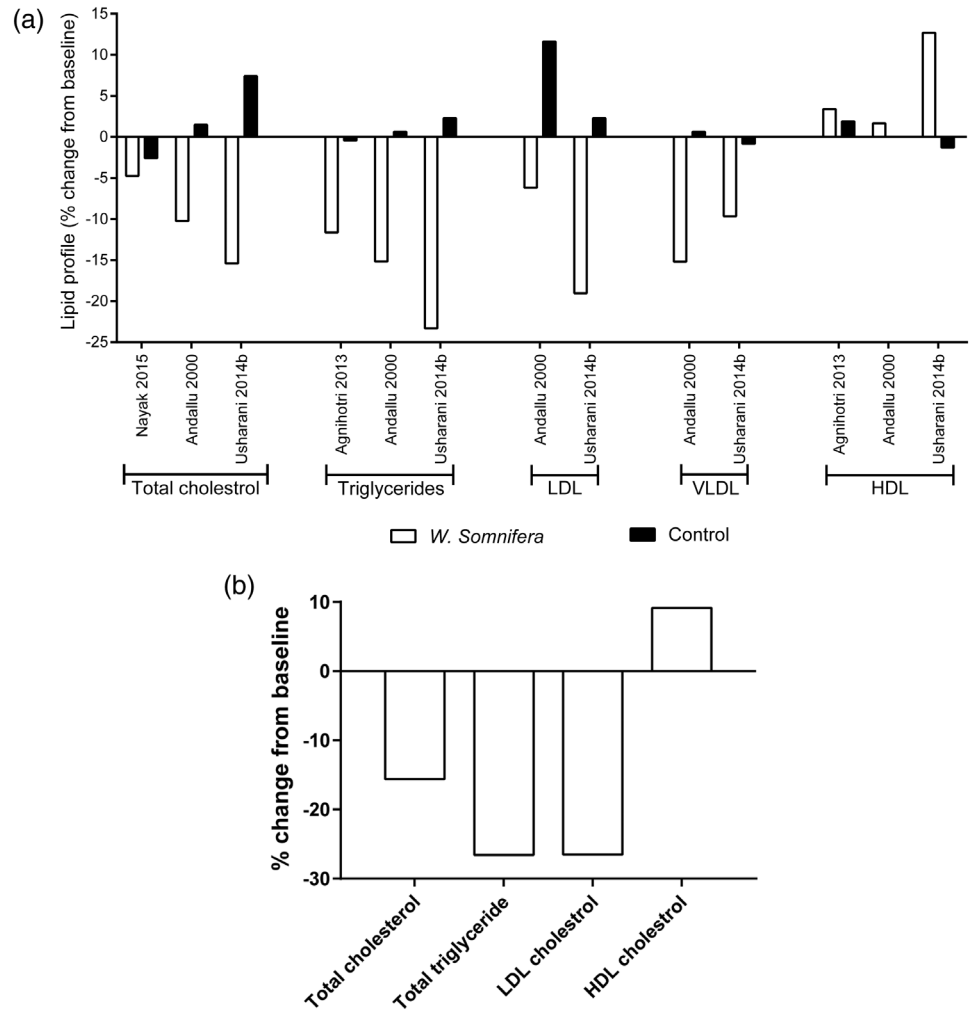 (a)
Lipid profile (% change from baseline)
15
10
5
0
-5
-10
-15
-20
-25
Nayak 2015
Andallu 2000
Usharani 2014b
Agnihotri 2013
Andallu 2000
Usharani 2014b
Andallu 2000
Usharani 2014b
Andallu 2000
Usharani 2014b
Agnihotri 2013
Andallu 2000
Usharani 2014b
Total cholestrol
Triglycerides
LDL
VLDL
HDL
W. Somnifera
Control
(b)
% change from baseline
10
0
-10
-20
-30
Total cholesterol
Total triglyceride
LDL cholestrol
HDL cholestrol